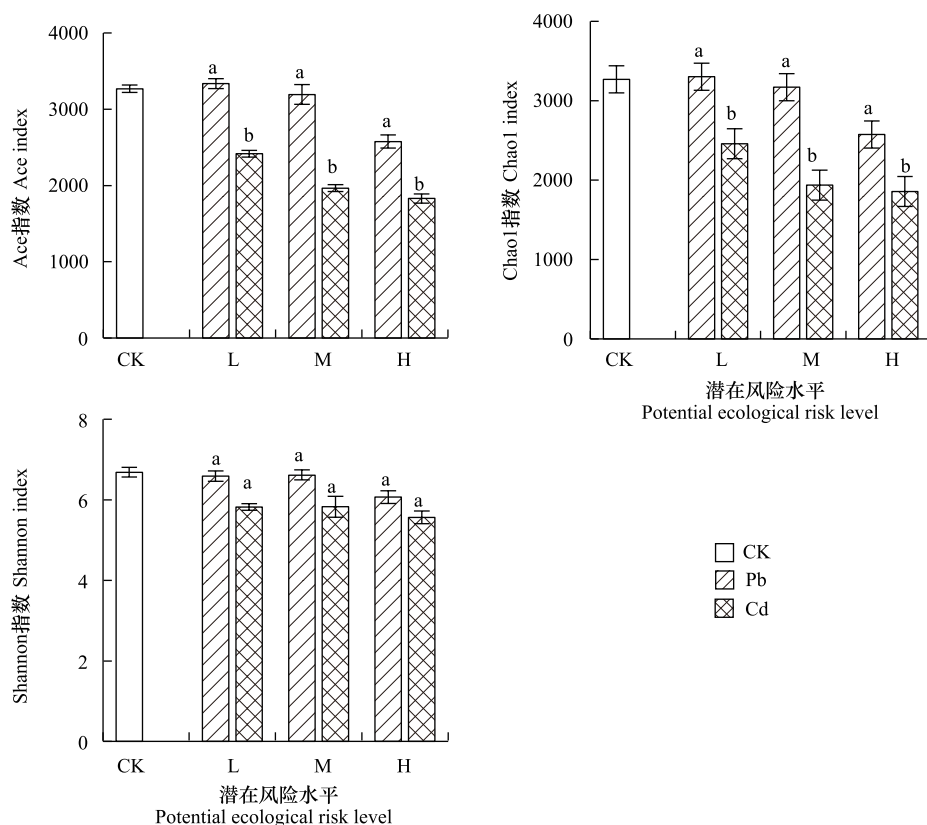 4000
3000
2000
1000
0
Ace指数 Ace index
a
b
a
b
a
b
CK
L
M
H
4000
3000
2000
1000
0
Chao1指数 Chao1 index
a
b
a
b
a
b
CK
L
M
H
潜在风险水平
Potential ecological risk level
8
6
4
2
0
Shannon指数 Shannon index
a
a
a
a
a
a
CK
L
M
H
潜在风险水平
Potential ecological risk level
CK
Pb
Cd